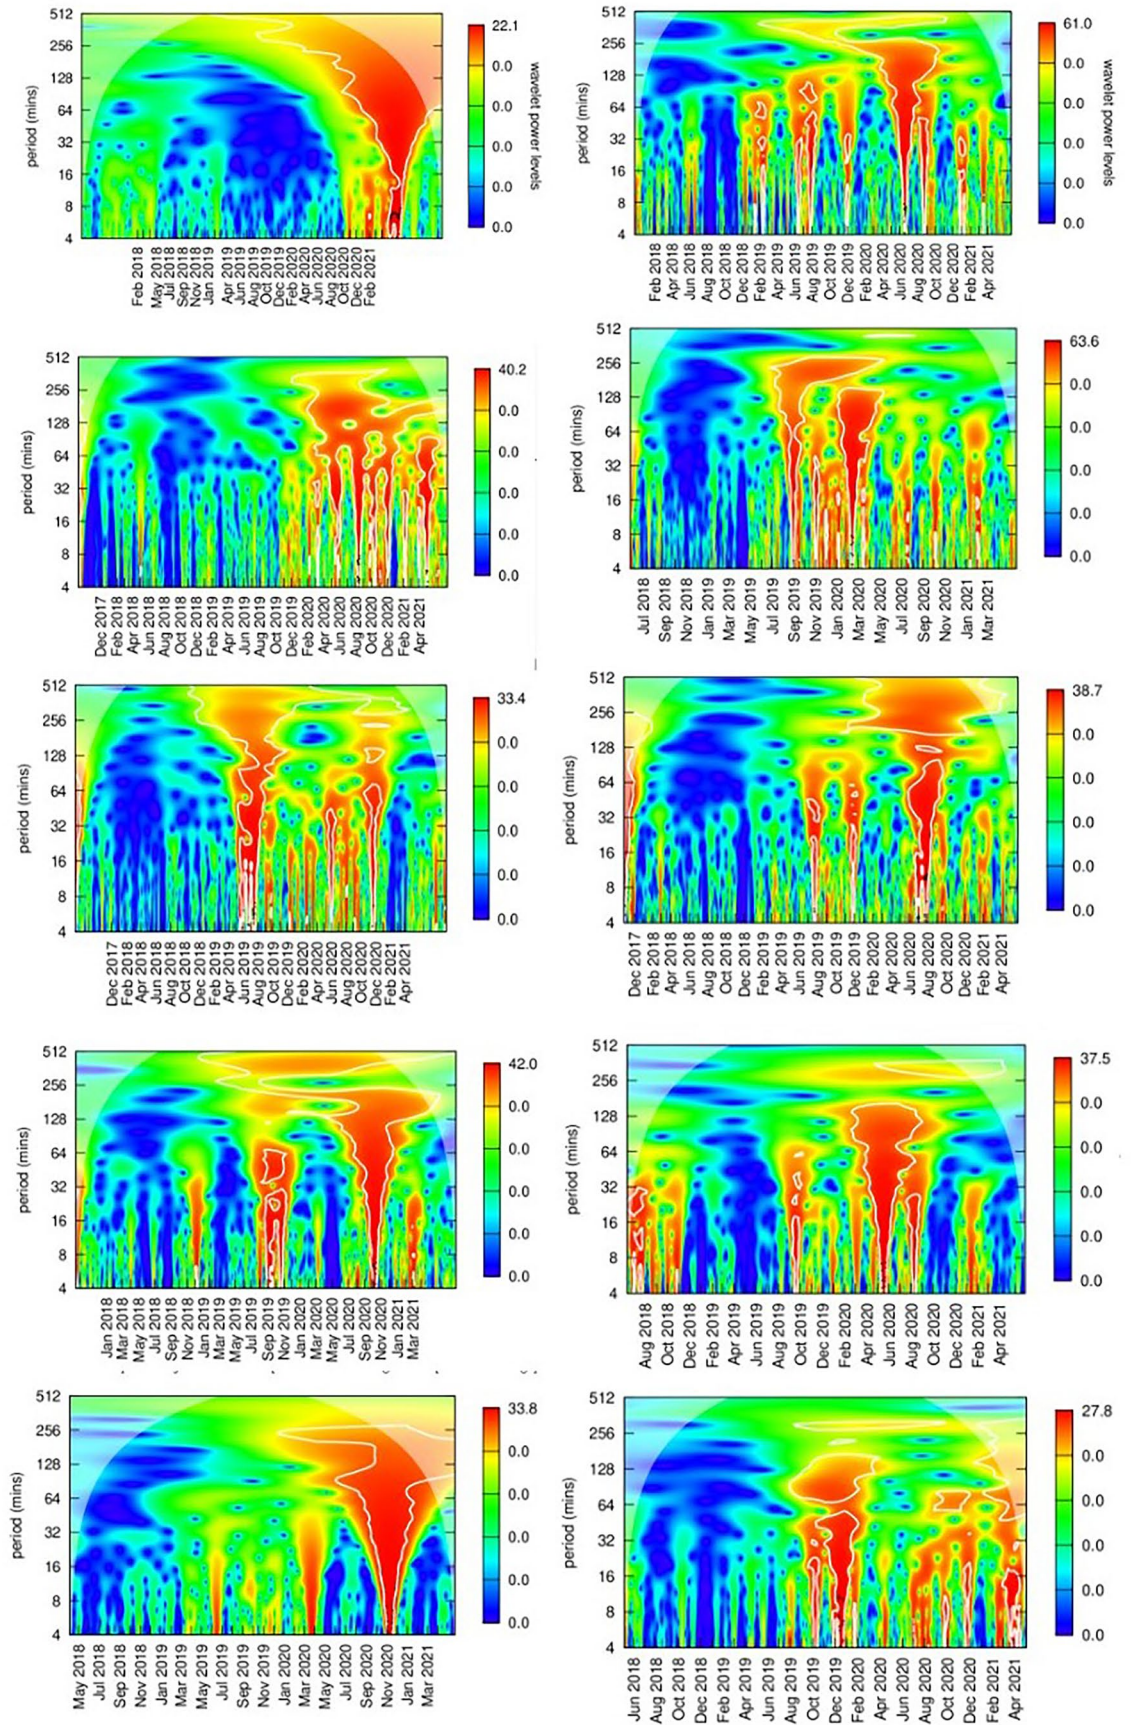 512
256
128
64
32
16
8
4
period (mins)
Feb 2018
May 2018
Jul 2018
Sep 2018
Nov 2018
Jan 2019
Apr 2019
Jun 2019
Aug 2019
Oct 2019
Dec 2019
Feb 2020
Apr 2020
Jun 2020
Aug 2020
Oct 2020
Dec 2020
Feb 2021
22.1
0.0
0.0
0.0
0.0
0.0
wavelet power levels
512
256
128
64
32
16
8
4
period (mins)
Feb 2018
Apr 2018
Jun 2018
Aug 2018
Oct 2018
Dec 2018
Feb 2019
Apr 2019
Jun 2019
Aug 2019
Oct 2019
Dec 2019
Feb 2020
Apr 2020
Jun 2020
Aug 2020
Oct 2020
Dec 2020
Feb 2021
Apr 2021
61.0
0.0
0.0
0.0
0.0
0.0
wavelet power levels
512
256
128
64
32
16
8
4
period (mins)
Dec 2017
Feb 2018
Apr 2018
Jun 2018
Aug 2018
Oct 2018
Dec 2018
Feb 2019
Apr 2019
Jun 2019
Aug 2019
Oct 2019
Dec 2019
Feb 2020
Apr 2020
Jun 2020
Aug 2020
Oct 2020
Dec 2020
Feb 2021
Apr 2021
40.2
0.0
0.0
0.0
0.0
0.0
512
256
128
64
32
16
8
4
period (mins)
Jul 2018
Sep 2018
Nov 2018
Jan 2019
Mar 2019
May 2019
Jul 2019
Sep 2019
Nov 2019
Jan 2020
Mar 2020
May 2020
Jul 2020
Sep 2020
Nov 2020
Jan 2021
Mar 2021
63.6
0.0
0.0
0.0
0.0
0.0
512
256
128
64
32
16
8
4
period (mins)
Dec 2017
Feb 2018
Apr 2018
Jun 2018
Aug 2018
Oct 2018
Dec 2018
Feb 2019
Apr 2019
Jun 2019
Aug 2019
Oct 2019
Dec 2019
Feb 2020
Apr 2020
Jun 2020
Aug 2020
Oct 2020
Dec 2020
Feb 2021
Apr 2021
33.4
0.0
0.0
0.0
0.0
0.0
512
256
128
64
32
16
8
4
period (mins)
Dec 2017
Feb 2018
Apr 2018
Jun 2018
Aug 2018
Oct 2018
Dec 2018
Feb 2019
Apr 2019
Jun 2019
Aug 2019
Oct 2019
Dec 2019
Feb 2020
Apr 2020
Jun 2020
Aug 2020
Oct 2020
Dec 2020
Feb 2021
Apr 2021
38.7
0.0
0.0
0.0
0.0
0.0
512
256
128
64
32
16
8
4
period (mins)
Jan 2018
Mar 2018
May 2018
Jul 2018
Sep 2018
Nov 2018
Jan 2019
Mar 2019
May 2019
Jul 2019
Sep 2019
Nov 2019
Jan 2020
Mar 2020
May 2020
Jul 2020
Sep 2020
Nov 2020
Jan 2021
Mar 2021
42.0
0.0
0.0
0.0
0.0
0.0
512
256
128
64
32
16
8
4
period (mins)
Aug 2018
Oct 2018
Dec 2018
Feb 2019
Apr 2019
Jun 2019
Aug 2019
Oct 2019
Dec 2019
Feb 2020
Apr 2020
Jun 2020
Aug 2020
Oct 2020
Dec 2020
Feb 2021
Apr 2021
37.5
0.0
0.0
0.0
0.0
0.0
512
256
128
64
32
16
8
4
period (mins)
May 2018
Jul 2018
Sep 2018
Nov 2018
Jan 2019
Mar 2019
May 2019
Jul 2019
Sep 2019
Nov 2019
Jan 2020
Mar 2020
May 2020
Jul 2020
Sep 2020
Nov 2020
Jan 2021
Mar 2021
33.8
0.0
0.0
0.0
0.0
0.0
512
256
128
64
32
16
8
4
period (mins)
Jun 2018
Aug 2018
Oct 2018
Dec 2018
Feb 2019
Apr 2019
Jun 2019
Aug 2019
Oct 2019
Dec 2019
Feb 2020
Apr 2020
Jun 2020
Aug 2020
Oct 2020
Dec 2020
Feb 2021
Apr 2021
27.8
0.0
0.0
0.0
0.0
0.0